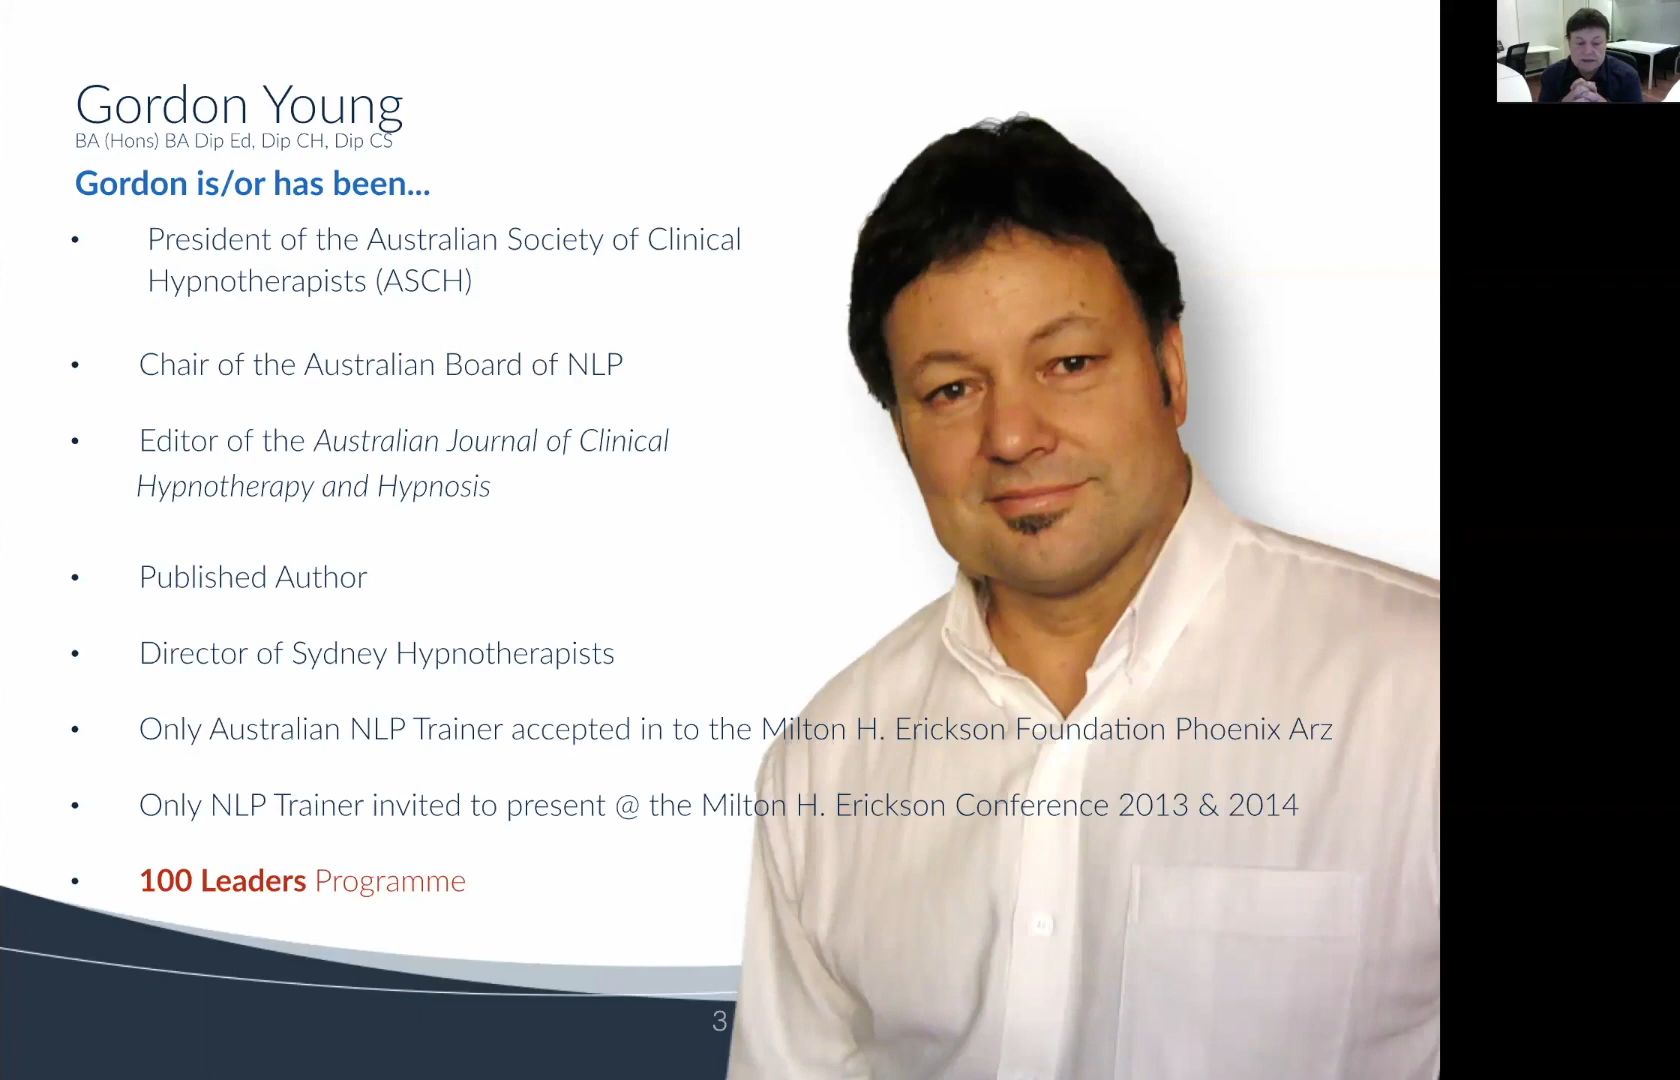 Gordon Young
BA (Hons) BA Dip Ed, Dip CH, Dip CS
Gordon is/or has been...
• President of the Australian Society of Clinical
Hypnotherapists (ASCH)
• Chair of the Australian Board of NLP
• Editor of the Australian Journal of Clinical
Hypnotherapy and Hypnosis
• Published Author
• Director of Sydney Hypnotherapists
• Only Australian NLP Trainer accepted in to the Milton H. Erickson Foundation Phoenix Arz
• Only NLP Trainer invited to present @ the Milton H. Erickson Conference 2013 & 2014
• 100 Leaders Programme
3